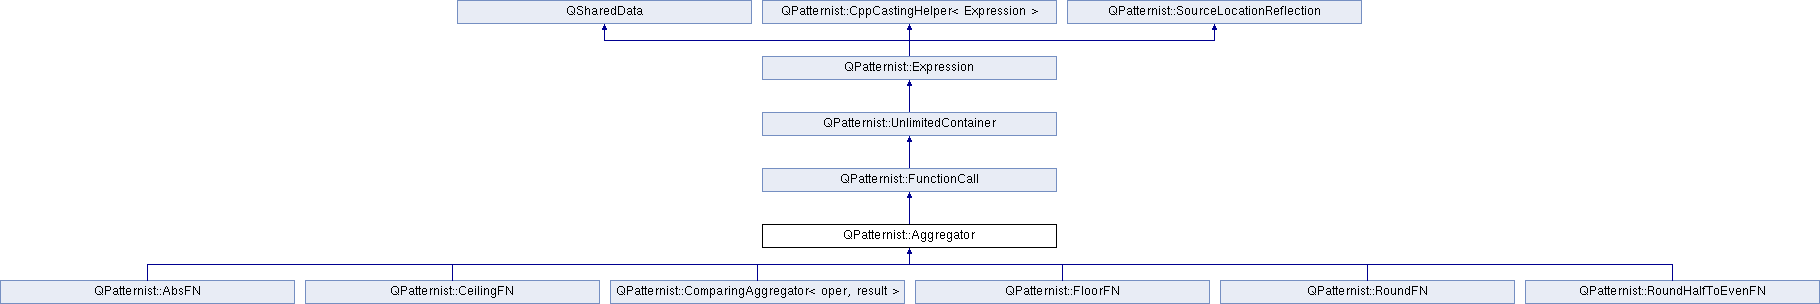 QSharedData
QPatternist::CppCastingHelper< Expression >
QPatternist::SourceLocationReflection
QPatternist::Expression
QPatternist::UnlimitedContainer
QPatternist::FunctionCall
QPatternist::Aggregator
QPatternist::AbsFN
QPatternist::CeilingFN
QPatternist::ComparingAggregator< oper, result >
QPatternist::FloorFN
QPatternist::RoundFN
QPatternist::RoundHalfToEvenFN